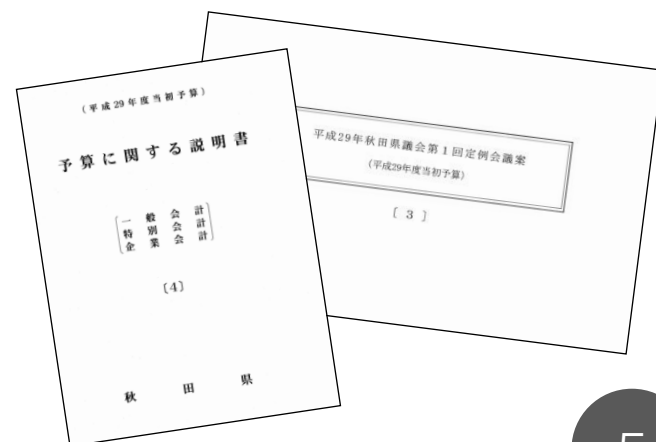 (平成29年度当初予算)
予算に関する説明書
一般会計
特別会計
企業会計
〔4〕
秋田県
平成29年秋田県議会第1回定例会議案
(平成29年度当初予算)
〔3〕